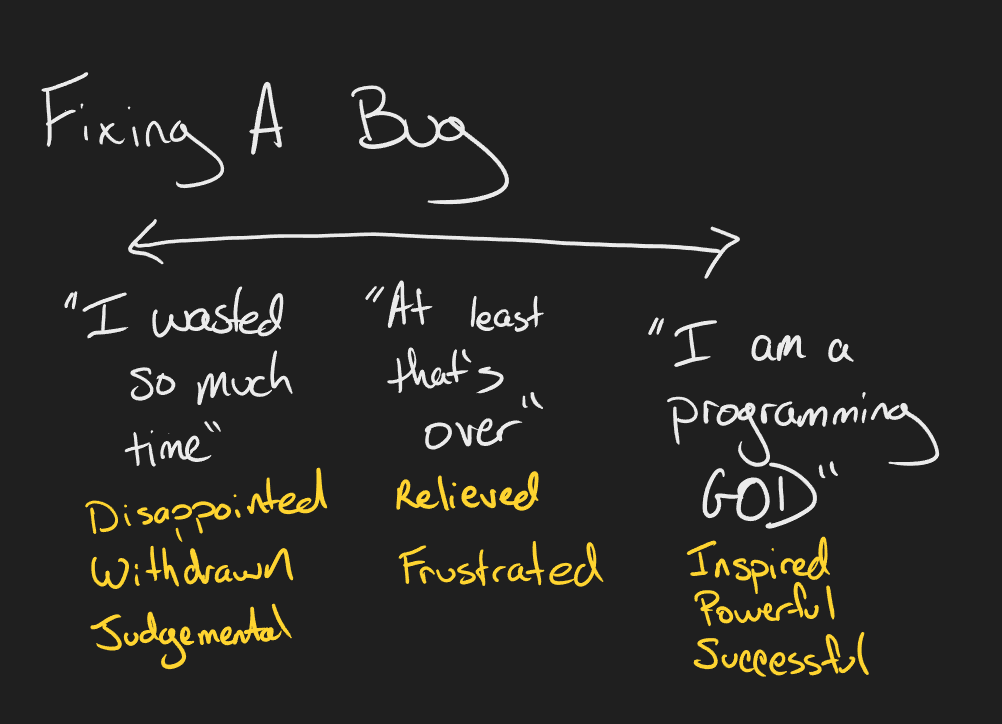 Fixing A Bug
"I wasted
so much
time"
Disappointed
Withdrawn
Judgemental
"At least
that's
over"
Relieved
Frustrated
"I am a
programming
GOD"
Inspired
Powerful
Successful